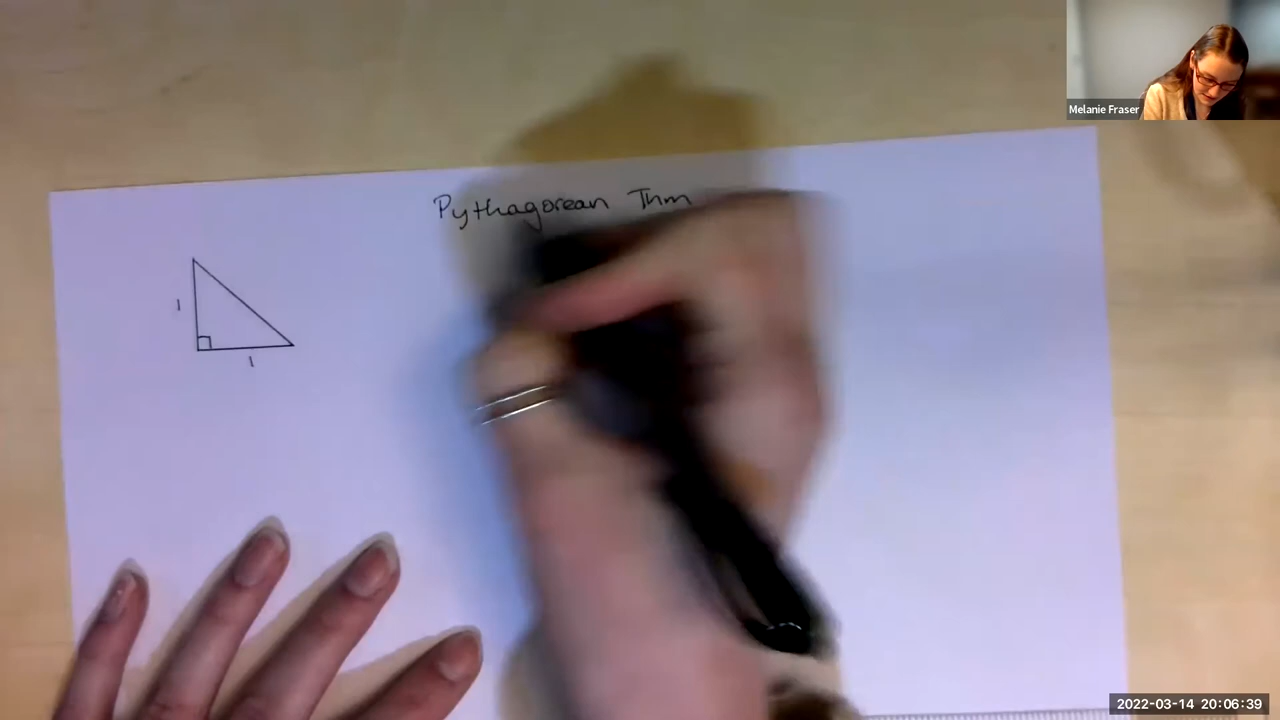 Melanie Fraser
Pythagorean Thm
1
1
2022-03-14 20:06:39